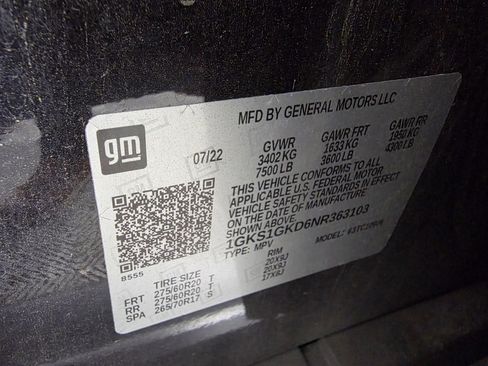 MFD BY GENERAL MOTORS LLC
gm
07/22
GVWR GAWR FRT GAWR RR
3402 KG 1633 KG 1950 KG
7500 LB 3600 LB 4300 LB
THIS VEHICLE CONFORMS TO ALL
APPLICABLE U.S. FEDERAL MOTOR
VEHICLE SAFETY STANDARDS IN EFFECT
ON THE DATE OF MANUFACTURE
SHOWN ABOVE.
1GKS1GKD6NR363103
TYPE: MPV MODEL:
8555
TIRE SIZE RIM
FRT 275/60R20 T 20X9J
RR 275/60R20 T 20X9J
SPA 265/70R17 S 17X8J